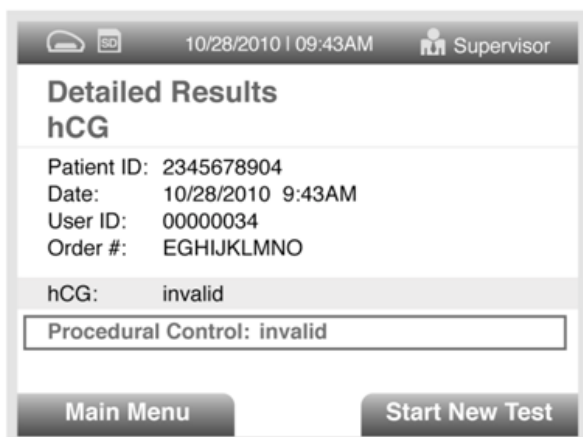 SD 10/28/2010 | 09:43AM Supervisor
Detailed Results
hCG
Patient ID: 2345678904
Date: 10/28/2010 9:43AM
User ID: 00000034
Order #: EGHIJKLMNO
hCG: invalid
Procedural Control: invalid
Main Menu Start New Test